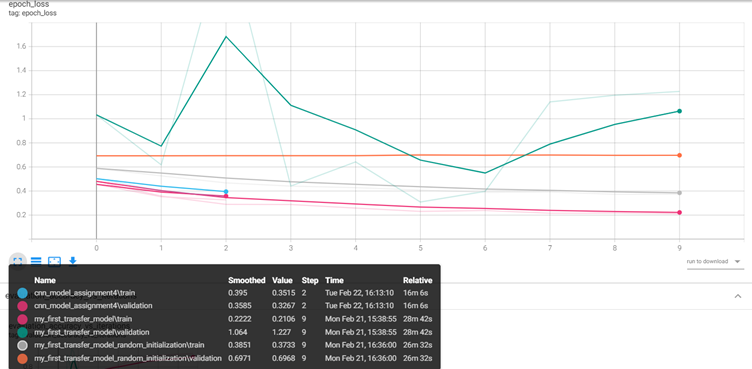 epoch_loss
tag: epoch_loss
1.6
1.4
1.2
1
0.8
0.6
0.4
0.2
0 1 2 3 4 5 6 7 8 9
run to download
Name Smoothed Value Step Time Relative
cnn_model_assignment4\train 0.395 0.3515 2 Tue Feb 22, 16:13:10 16m 6s
cnn_model_assignment4\validation 0.3585 0.3267 2 Tue Feb 22, 16:13:10 16m 6s
my_first_transfer_model\train 0.2222 0.2106 9 Mon Feb 21, 15:38:55 28m 42s
my_first_transfer_model\validation 1.064 1.227 9 Mon Feb 21, 15:38:55 28m 42s
my_first_transfer_model_random_initialization\train 0.3851 0.3733 9 Mon Feb 21, 16:36:00 26m 32s
my_first_transfer_model_random_initialization\validation 0.6971 0.6968 9 Mon Feb 21, 16:36:00 26m 32s